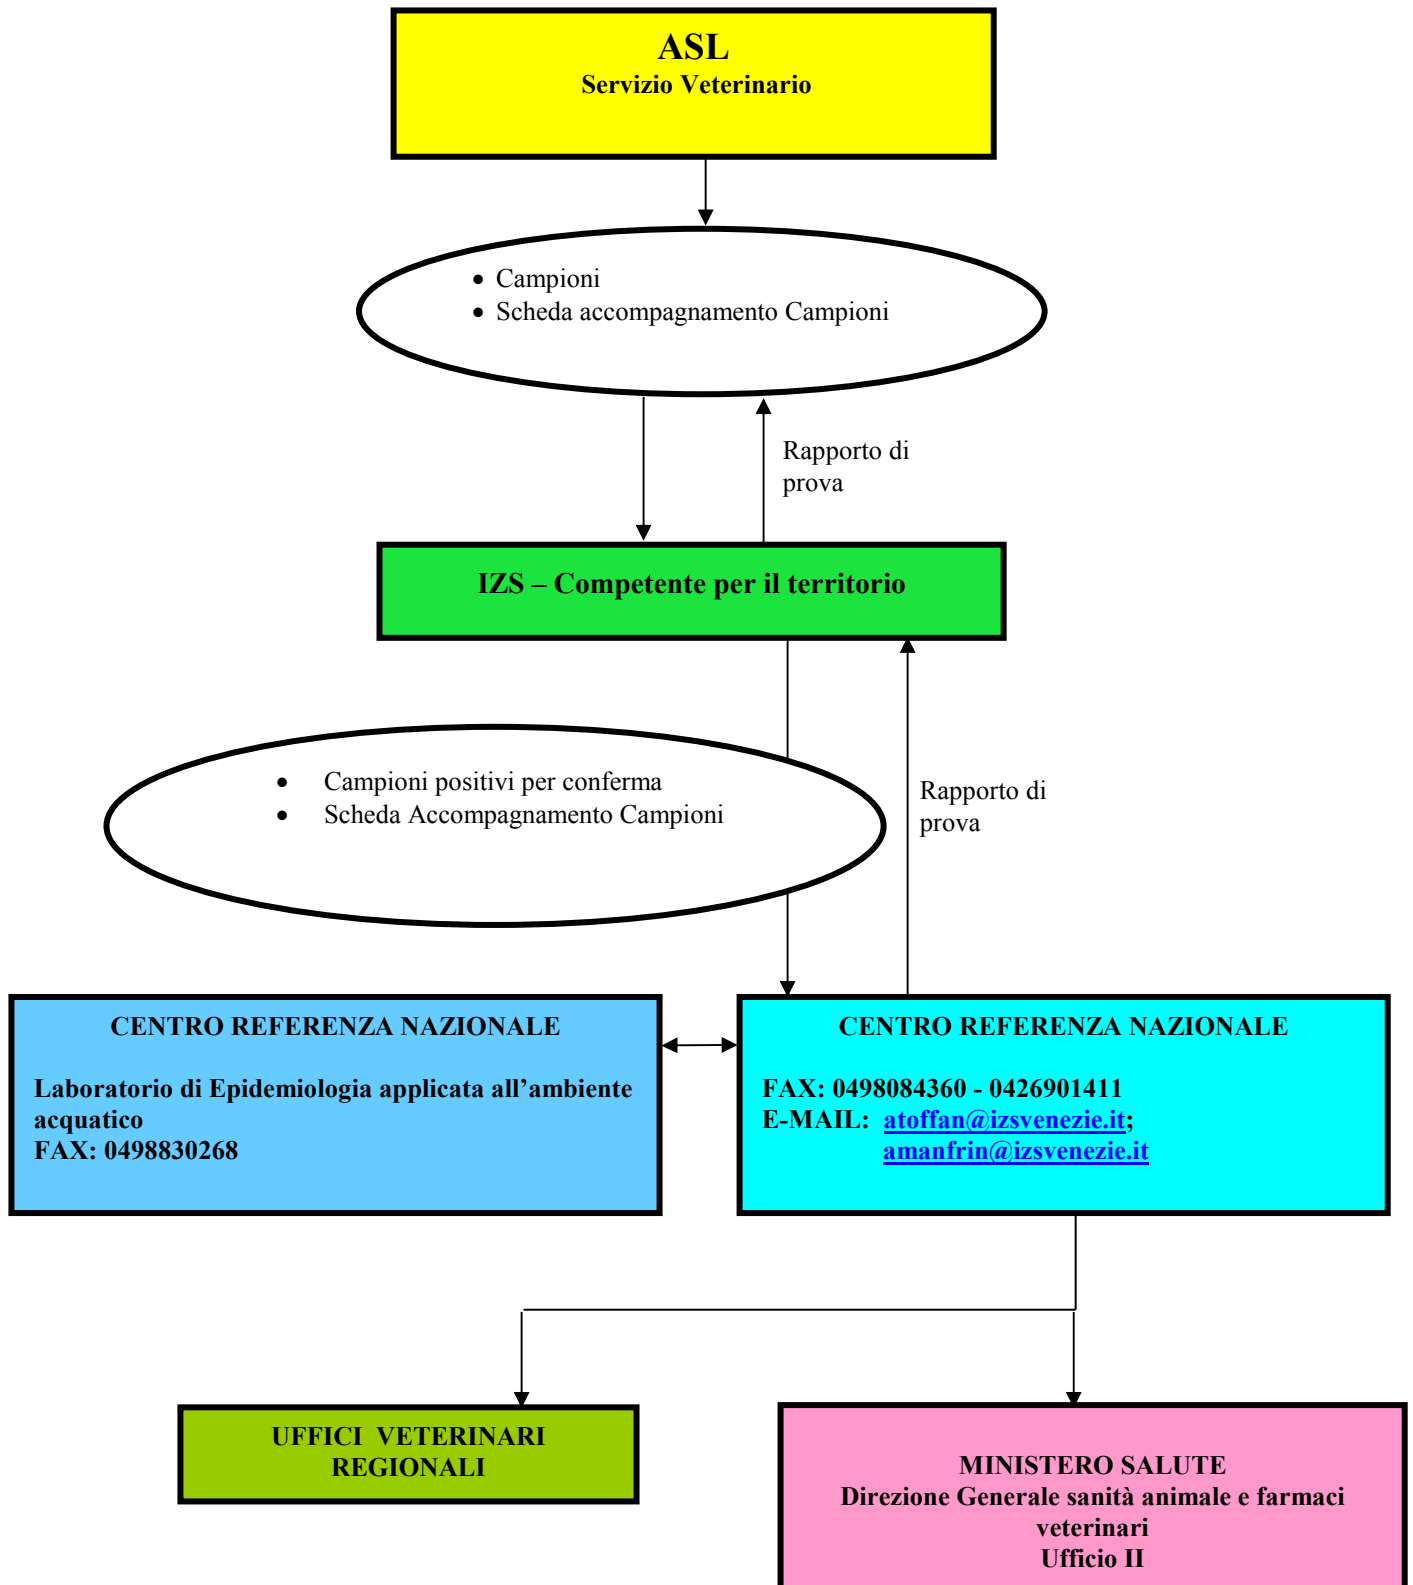 ASL
Servizio Veterinario
• Campioni
• Scheda accompagnamento Campioni
Rapporto di
prova
IZS – Competente per il territorio
• Campioni positivi per conferma
• Scheda Accompagnamento Campioni
Rapporto di
prova
CENTRO REFERENZA NAZIONALE
Laboratorio di Epidemiologia applicata all’ambiente
acquatico
FAX: 0498830268
CENTRO REFERENZA NAZIONALE
FAX: 0498084360 - 0426901411
E-MAIL: atoffan@izsvenezie.it;
amanfrin@izsvenezie.it
UFFICI VETERINARI
REGIONALI
MINISTERO SALUTE
Direzione Generale sanità animale e farmaci
veterinari
Ufficio II